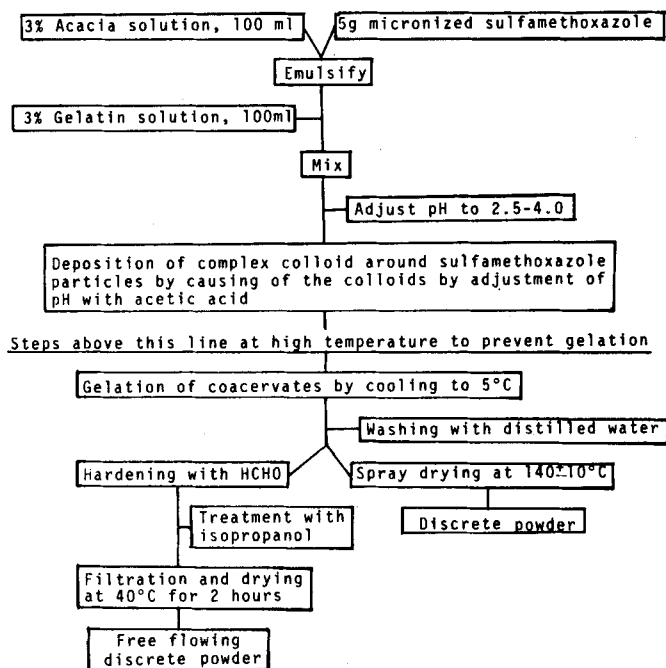 3% Acacia solution, 100 ml
5g micronized sulfamethoxazole
Emulsify
3% Gelatin solution, 100ml
Mix
Adjust pH to 2.5-4.0
Deposition of complex colloid around sulfamethoxazole
particles by causing of the colloids by adjustment of
pH with acetic acid
Steps above this line at high temperature to prevent gelation
Gelation of coacervates by cooling to 5°C
Washing with distilled water
Hardening with HCHO
Spray drying at 140±10°C
Treatment with
isopropanol
Discrete powder
Filtration and drying
at 40°C for 2 hours
Free flowing
discrete powder